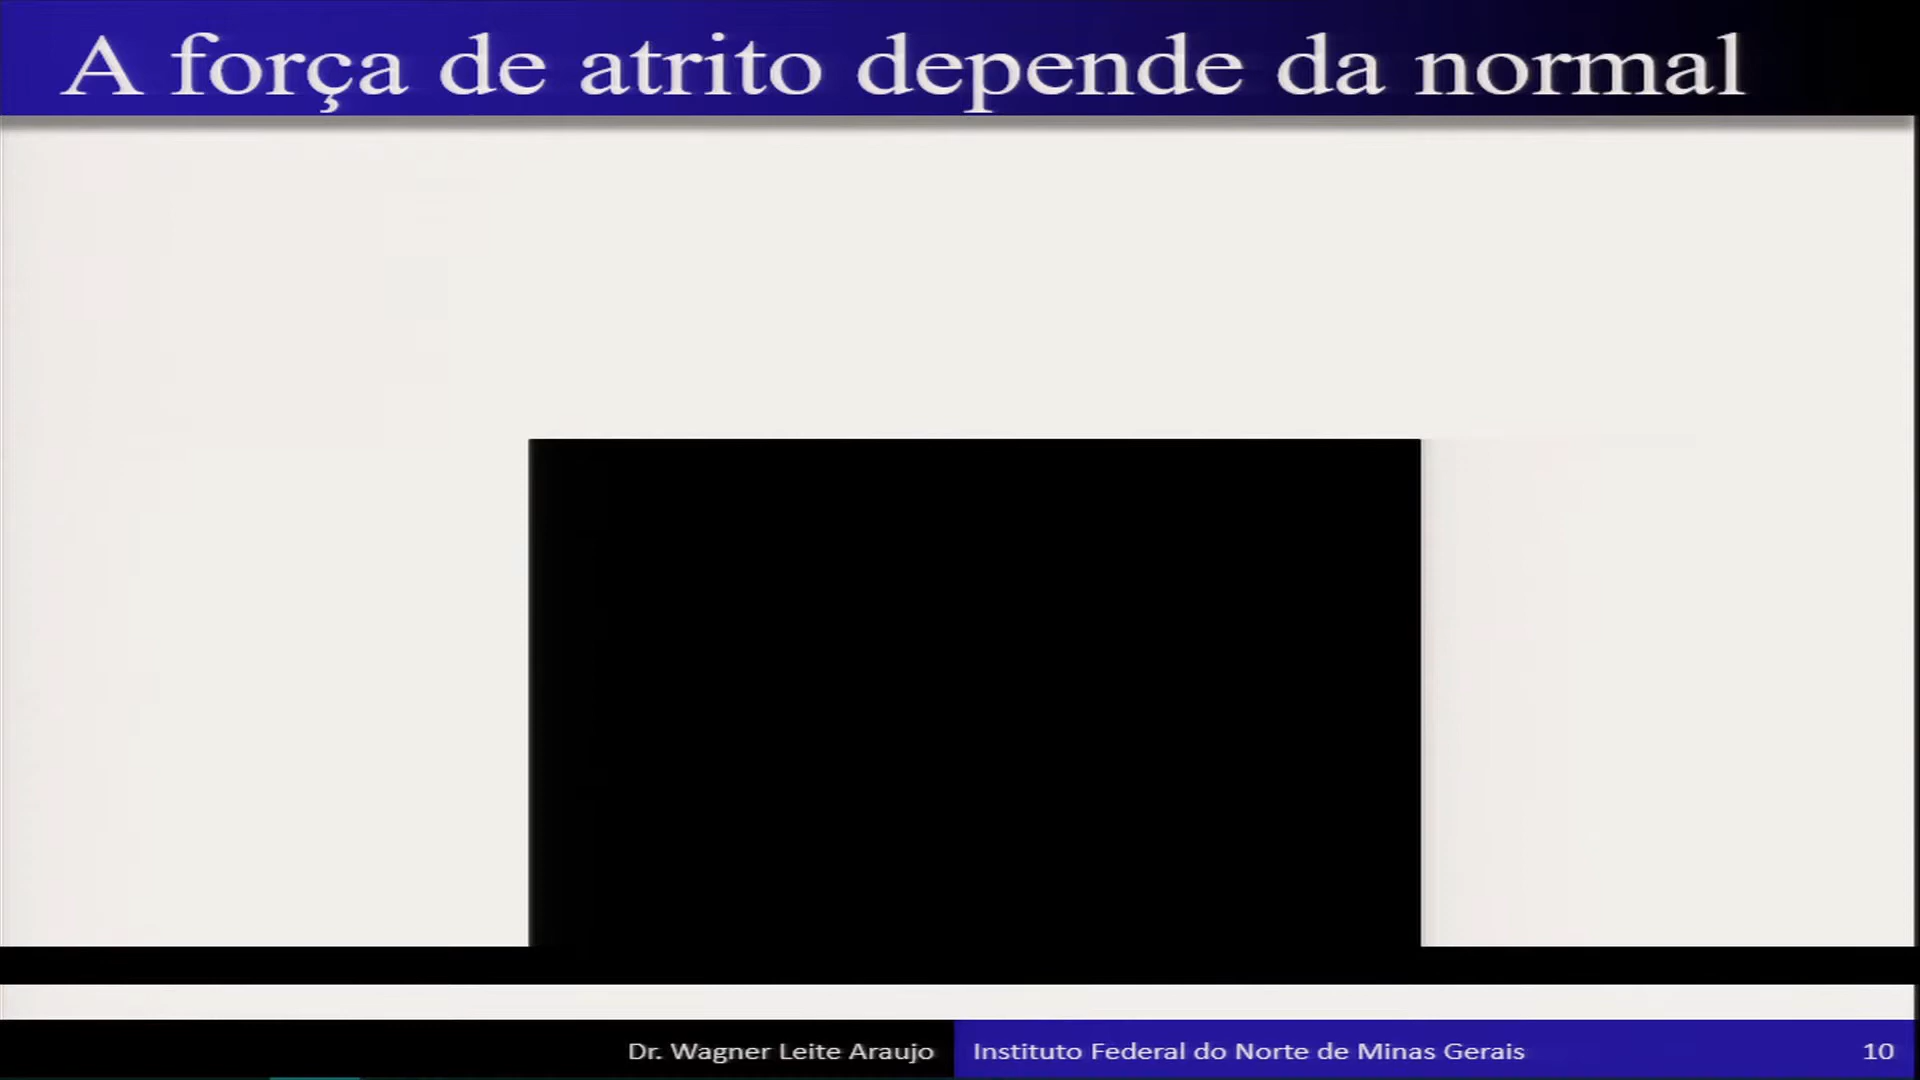 A força de atrito depende da normal
Dr. Wagner Leite Araujo
Instituto Federal do Norte de Minas Gerais
10